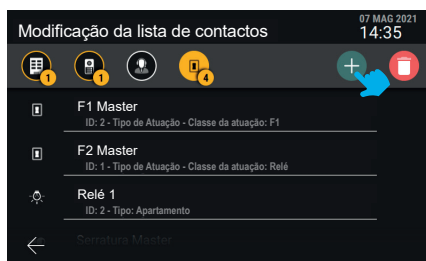 Modificação da lista de contactos
07 MAG 2021
14:35
1
1
4
F1 Master
ID: 2 - Tipo de Atuação - Classe da atuação: F1
F2 Master
ID: 1 - Tipo de Atuação - Classe da atuação: Relé
Relé 1
ID: 2 - Tipo: Apartamento
Serratura Master